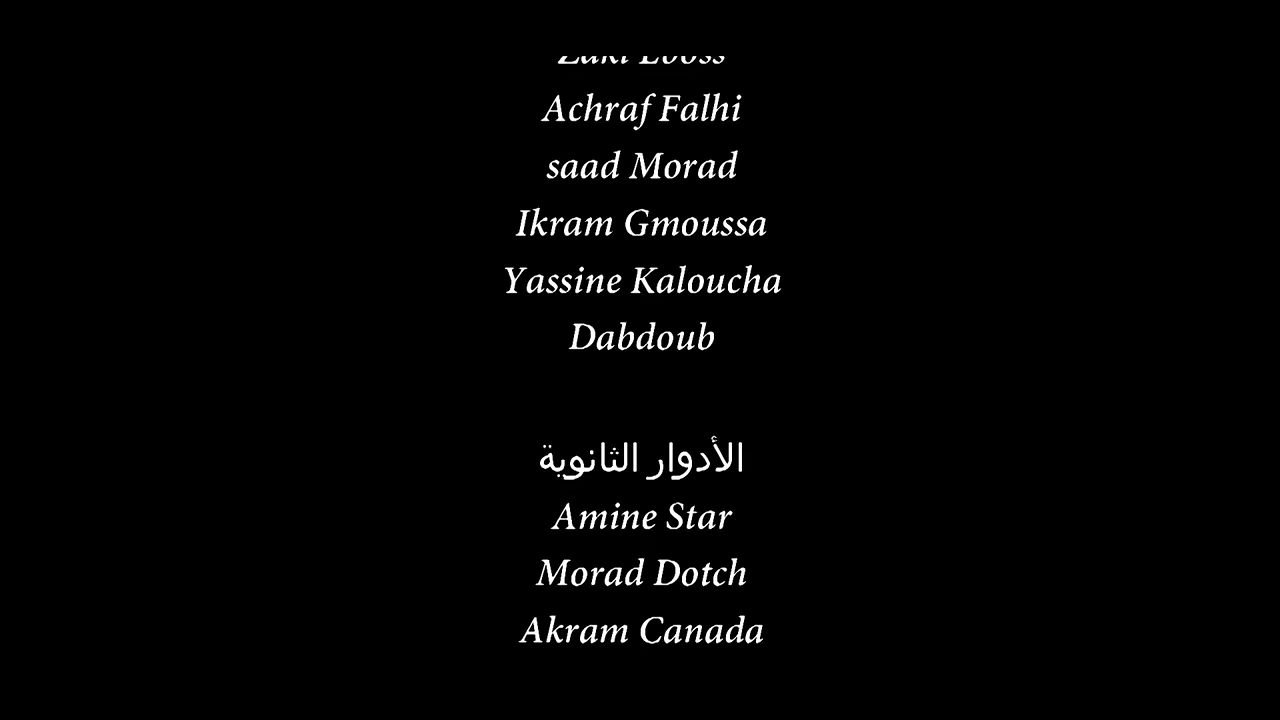 Achraf Falhi
saad Morad
Ikram Gmoussa
Yassine Kaloucha
Dabdoub
الأدوار الثانوية
Amine Star
Morad Dotch
Akram Canada